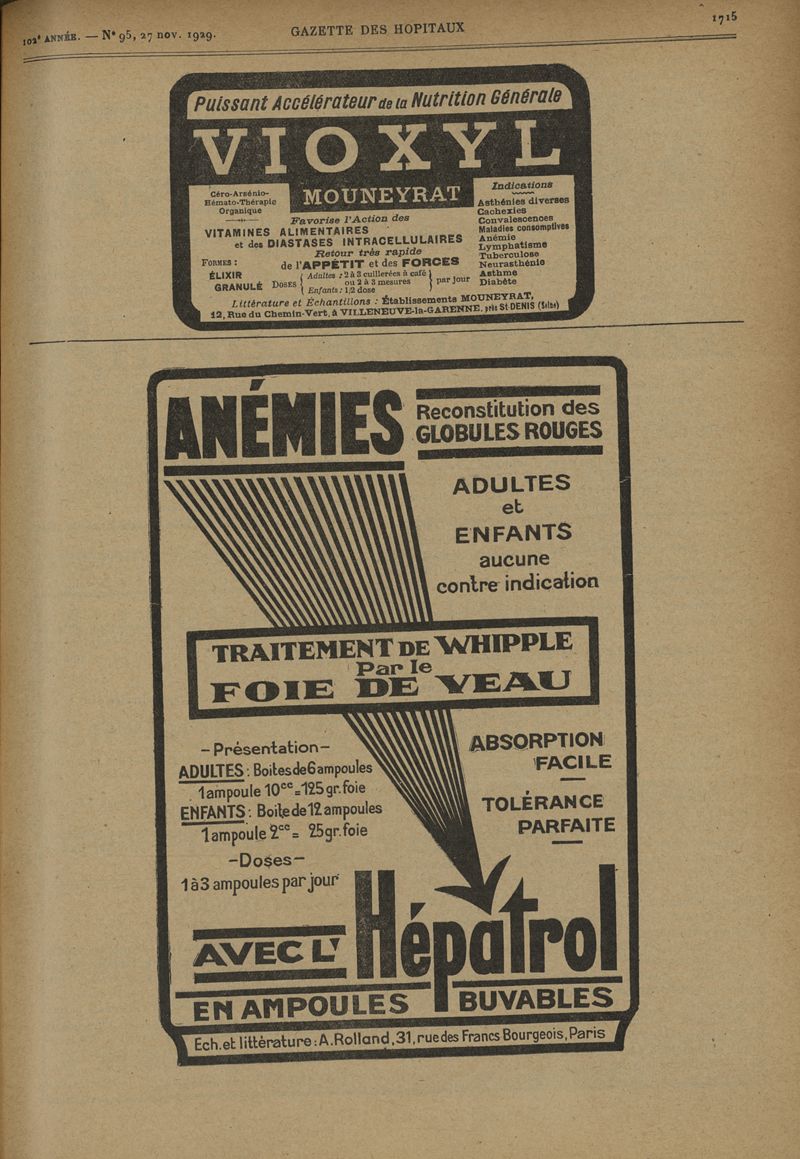 102ᵉ ANNÉE. — N° 95, 27 nov. 1929.
GAZETTE DES HOPITAUX
1715
Puissant Accélérateur de la Nutrition Générale
VIOXYL
MOUNEYRAT
Céro-Arsénio-
Hémato-Thérapie
Organique
Favorise l'Action des
VITAMINES ALIMENTAIRES
et des DIASTASES INTRACELLULAIRES
Retour très rapide
de l'APPÉTIT et des FORCES
FORMES :
ÉLIXIR
GRANULÉ
DOSES
Adultes : 2 à 3 cuillerées à café
ou 2 à 3 mesures
Enfants : 1/2 dose
par jour
Indications
Asthénies diverses
Cachexies
Convalescences
Maladies consomptives
Anémie
Lymphatisme
Tuberculose
Neurasthénie
Asthme
Diabète
Littérature et Échantillons : Établissements MOUNEYRAT,
12, Rue du Chemin-Vert, à VILLENEUVE-la-GARENNE, près St-DENIS (Seine)
ANÉMIES
Reconstitution des
GLOBULES ROUGES
ADULTES
et
ENFANTS
aucune
contre indication
TRAITEMENT DE WHIPPLE
Par le
FOIE DE VEAU
-Présentation-
ADULTES : Boites de 6 ampoules
1 ampoule 10cc = 125 gr. foie
ENFANTS : Boite de 12 ampoules
1 ampoule 2cc = 25 gr. foie
-Doses-
1 à 3 ampoules par jour
ABSORPTION
FACILE
TOLÉRANCE
PARFAITE
AVEC L'
Hépatrol
EN AMPOULES BUVABLES
Ech. et littérature : A. Rolland, 31, rue des Francs Bourgeois, Paris